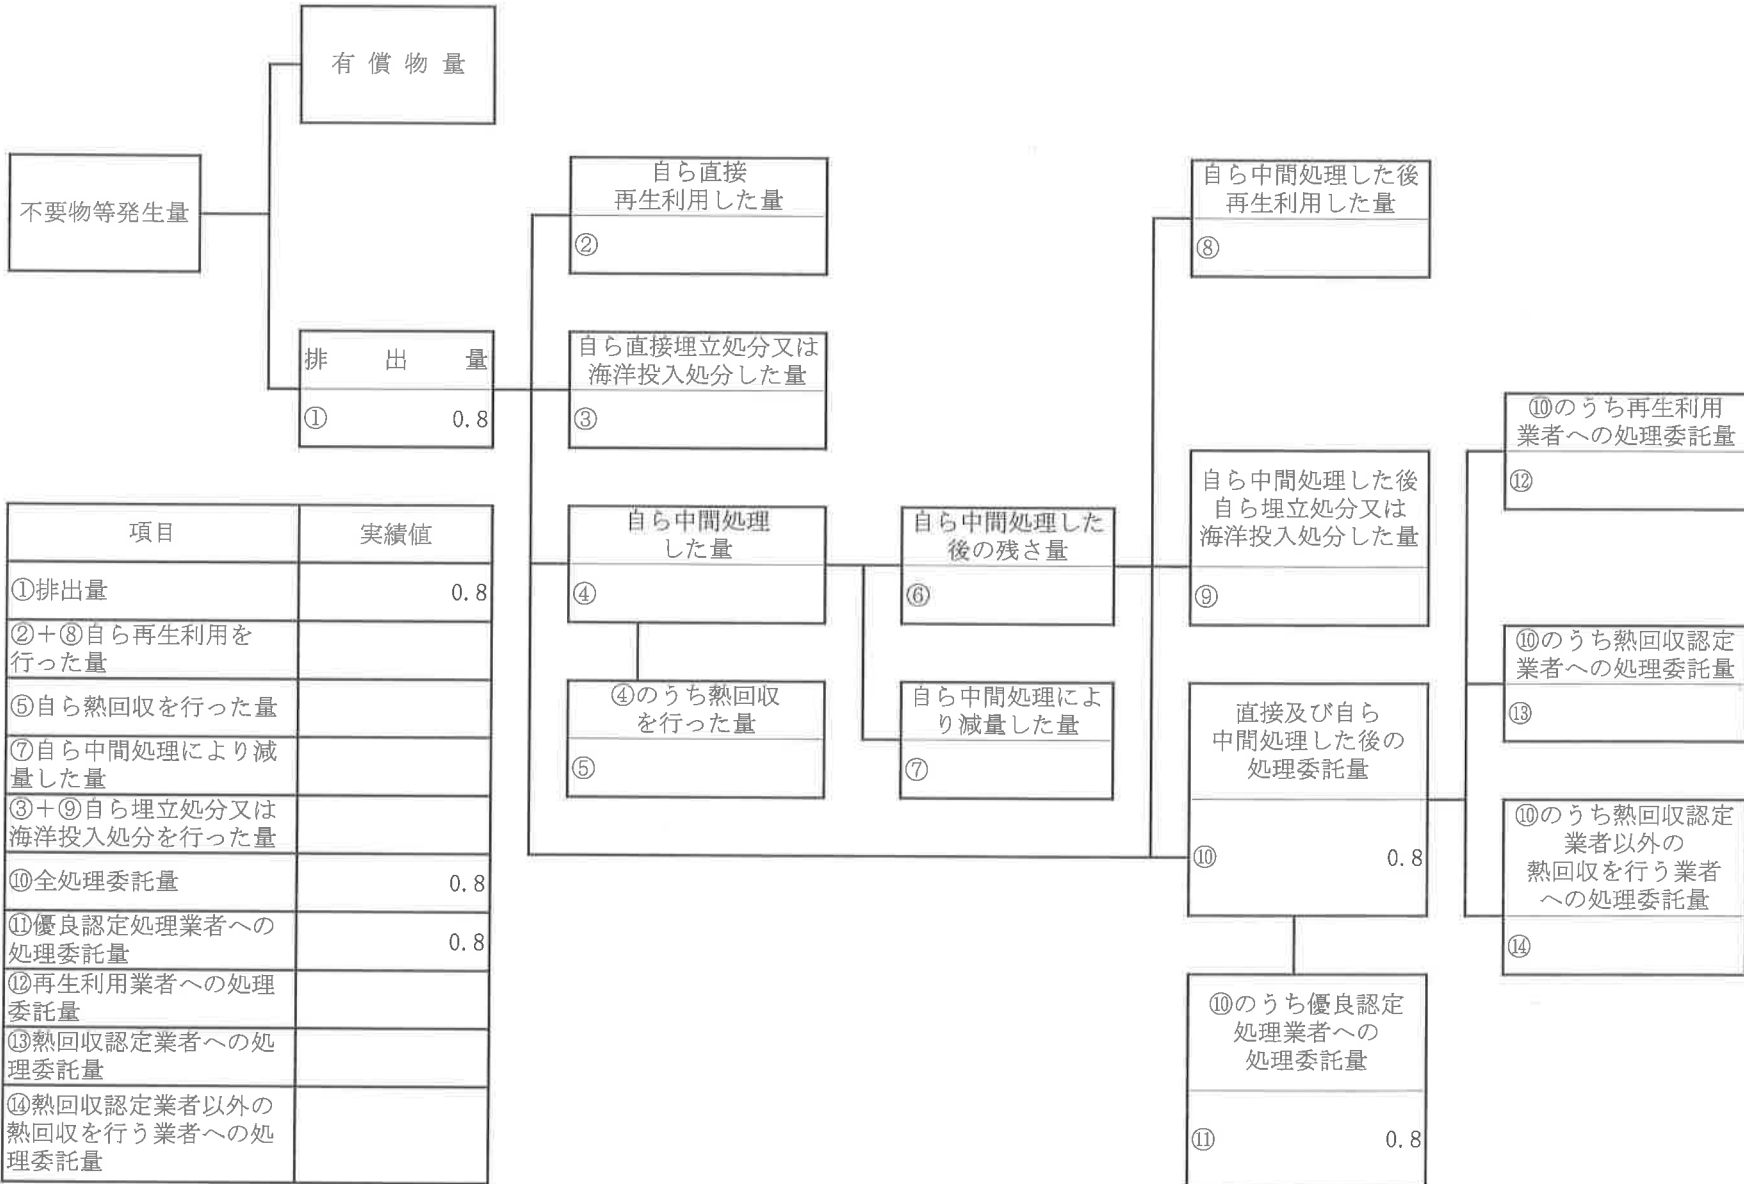 有償物量
不要物等発生量
排出量
① 0.8
自ら直接
再生利用した量
②
自ら直接埋立処分又は
海洋投入処分した量
③
自ら中間処理
した量
④
④のうち熱回収
を行った量
⑤
自ら中間処理した
後の残さ量
⑥
自ら中間処理によ
り減量した量
⑦
自ら中間処理した後
再生利用した量
⑧
自ら中間処理した後
自ら埋立処分又は
海洋投入処分した量
⑨
直接及び自ら
中間処理した後の
処理委託量
⑩ 0.8
⑩のうち優良認定
処理業者への
処理委託量
⑪ 0.8
⑩のうち再生利用
業者への処理委託量
⑫
⑩のうち熱回収認定
業者への処理委託量
⑬
⑩のうち熱回収認定
業者以外の
熱回収を行う業者
への処理委託量
⑭
項目 実績値
①排出量 0.8
②+⑧自ら再生利用を
行った量
⑤自ら熱回収を行った量
⑦自ら中間処理により減
量した量
③+⑨自ら埋立処分又は
海洋投入処分を行った量
⑩全処理委託量 0.8
⑪優良認定処理業者への
処理委託量 0.8
⑫再生利用業者への処理
委託量
⑬熱回収認定業者への処
理委託量
⑭熱回収認定業者以外の
熱回収を行う業者への処
理委託量